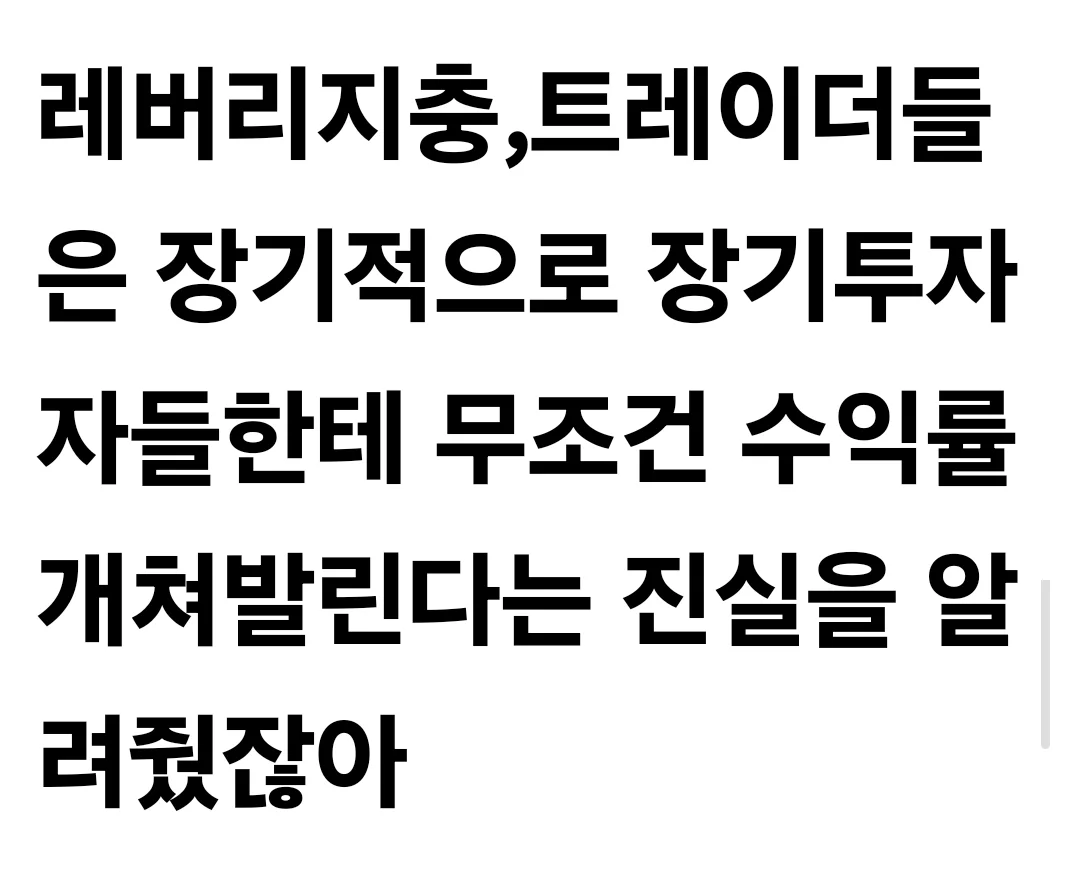 레버리지충,트레이더들
은 장기적으로 장기투자
자들한테 무조건 수익률
개쳐발린다는 진실을 알
려줬잖아